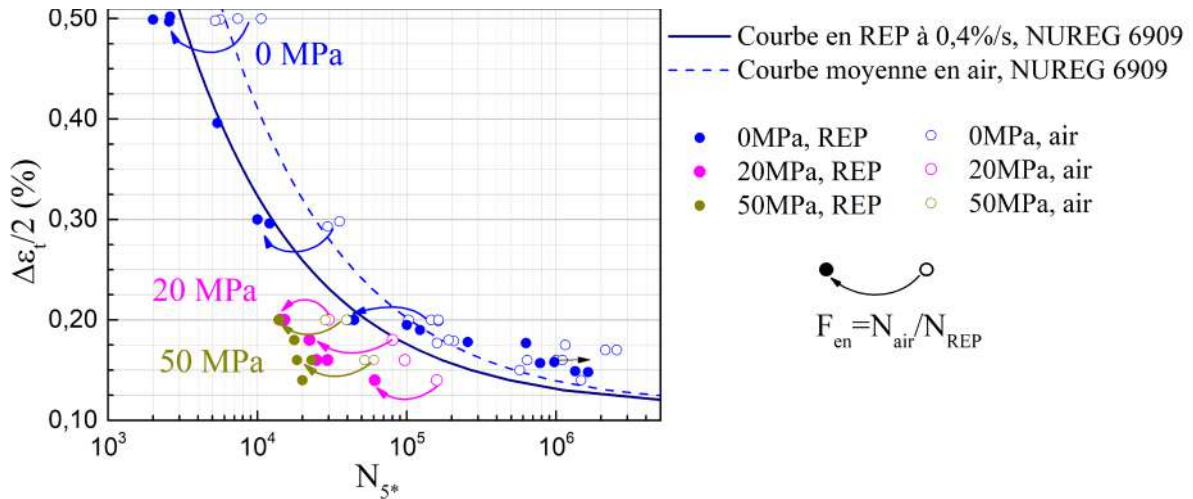 0,50
0,40
0,30
0,20
0,10
Δε_t/2 (%)
0 MPa
20 MPa
50 MPa
10^3
10^4
10^5
10^6
N_5*
Courbe en REP à 0,4%/s, NUREG 6909
Courbe moyenne en air, NUREG 6909
0MPa, REP
0MPa, air
20MPa, REP
20MPa, air
50MPa, REP
50MPa, air
F_en=N_air/N_REP